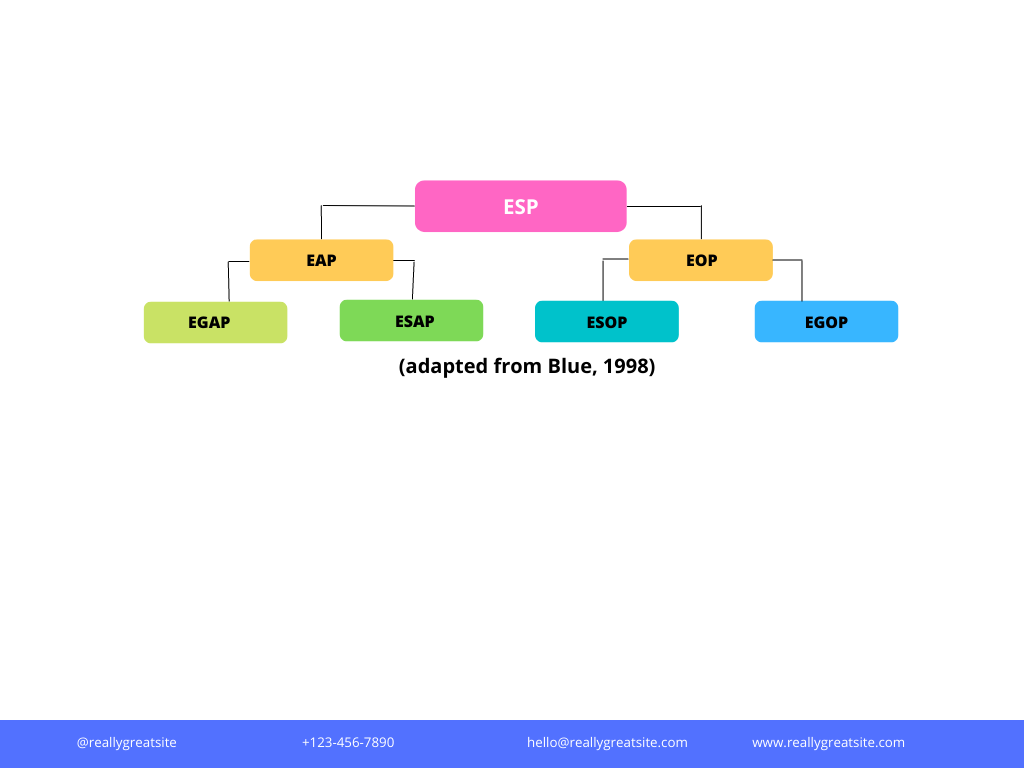 ESP
EAP
EOP
EGAP
ESAP
ESOP
EGOP
(adapted from Blue, 1998)
@reallygreatsite
+123-456-7890
hello@reallygreatsite.com
www.reallygreatsite.com